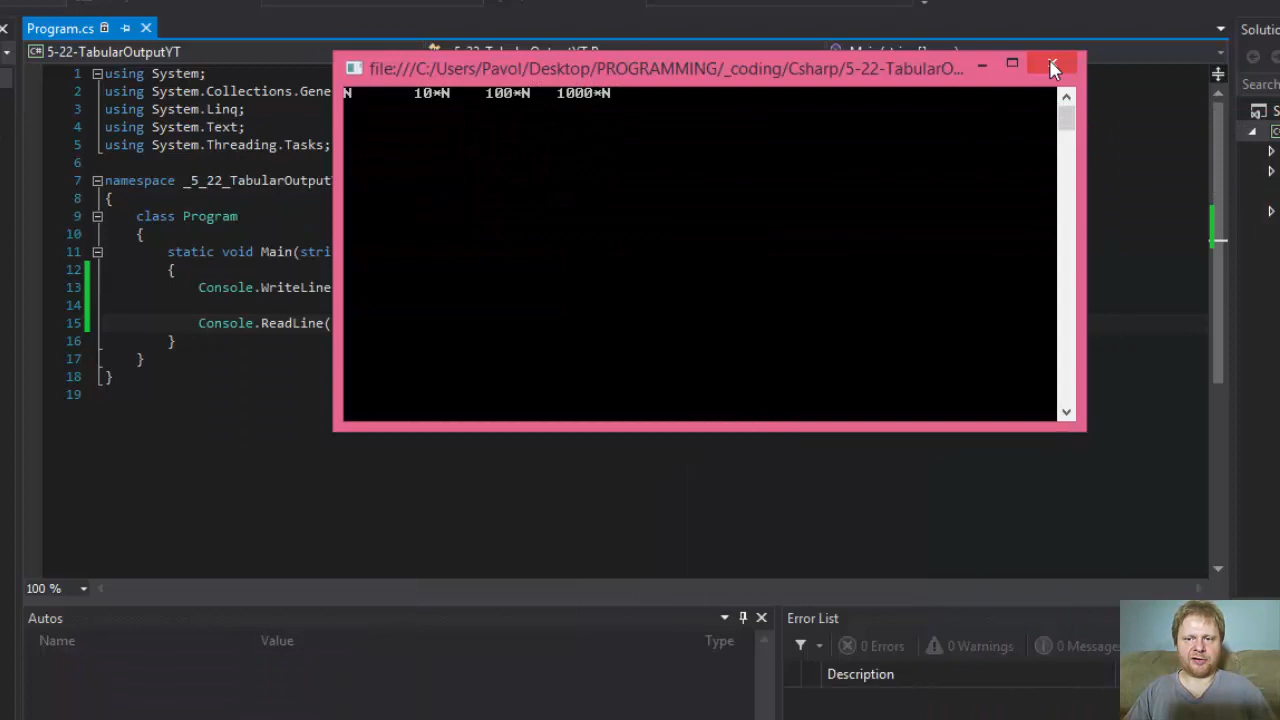 Program.cs
Solutio
5-22-TabularOutputYT
file:///C:/Users/Pavol/Desktop/PROGRAMMING/_coding/Csharp/5-22-TabularO...
N 10*N 100*N 1000*N
Search
1 using System;
2 using System.Collections.Gene
3 using System.Linq;
4 using System.Text;
5 using System.Threading.Tasks;
6
7 namespace _5_22_TabularOutput
8 {
9 class Program
10 {
11 static void Main(stri
12 {
13 Console.WriteLine
14
15 Console.ReadLine(
16 }
17 }
18 }
19
100 %
Autos
Name Value Type
Error List
0 Errors 0 Warnings 0 Message
Description